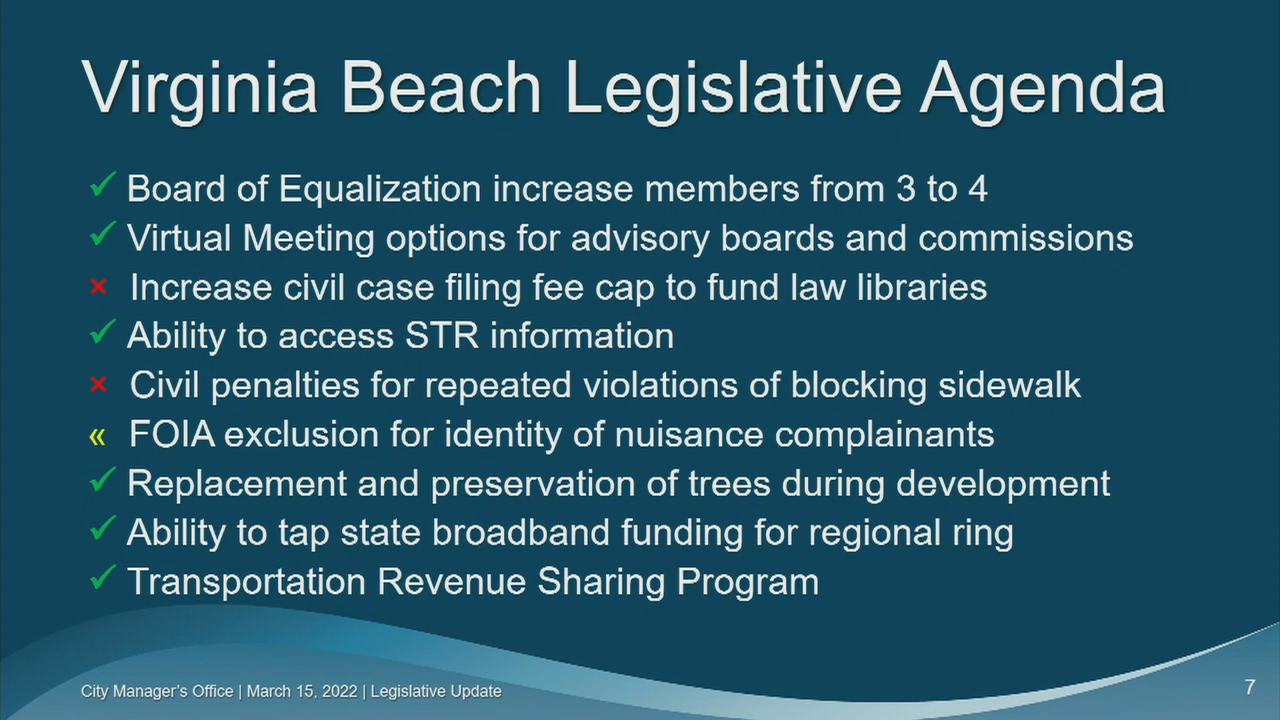 Virginia Beach Legislative Agenda
✓ Board of Equalization increase members from 3 to 4
✓ Virtual Meeting options for advisory boards and commissions
× Increase civil case filing fee cap to fund law libraries
✓ Ability to access STR information
× Civil penalties for repeated violations of blocking sidewalk
« FOIA exclusion for identity of nuisance complainants
✓ Replacement and preservation of trees during development
✓ Ability to tap state broadband funding for regional ring
✓ Transportation Revenue Sharing Program
City Manager's Office | March 15, 2022 | Legislative Update
7